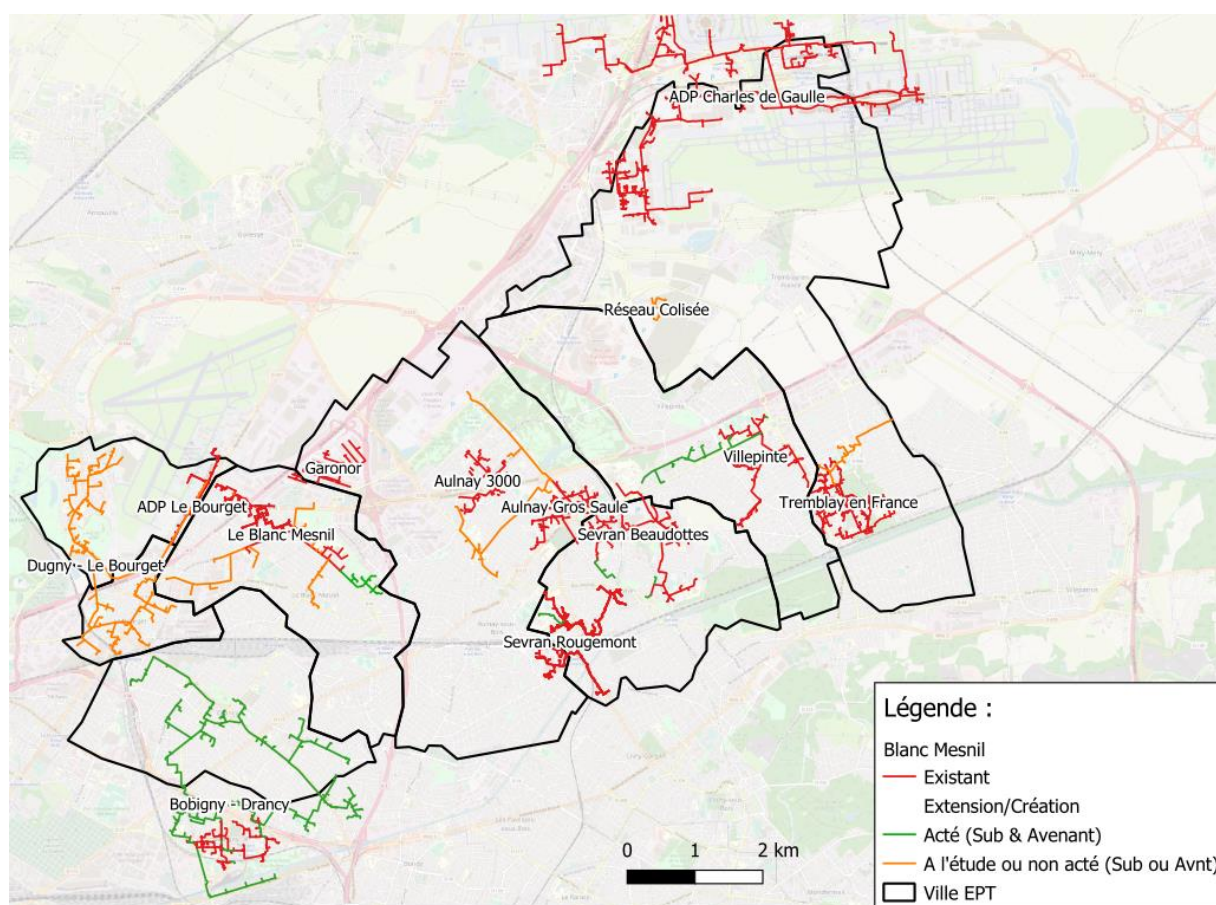 ADP Charles de Gaulle
Réseau Colisée
Garonor
Villepinte
Aulnay 3000
ADP Le Bourget
Aulnay Gros Saule
Tremblay en France
Le Blanc Mesnil
Sevran Beaudottes
Dugny - Le Bourget
Sevran Rougemont
Bobigny - Drancy
0 1 2 km
Légende :
Blanc Mesnil
Existant
Extension/Création
Acté (Sub & Avenant)
A l'étude ou non acté (Sub ou Avnt)
Ville EPT